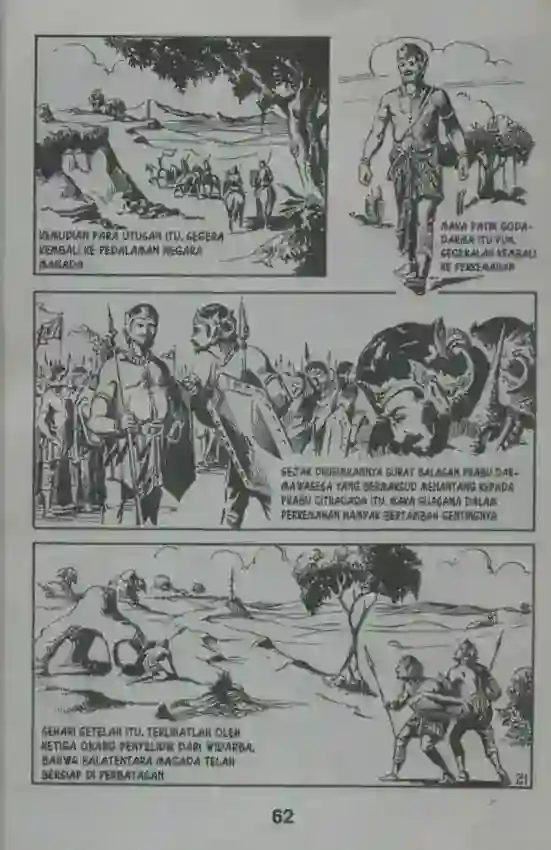 KEMUDIAN PARA UTUSAN ITU, SEGERA
KEMBALI KE PEDALAMAN NEGARA
MAGADA
MAKA PATIH GODA-
DARMA ITU PUN,
SEGERALAH KEMBALI
KE PERKEMAHAN
SEJAK DIKIRIMKANNYA SURAT BALASAN PRABU DAR-
MAWASESA YANG BERMAKSUD MENANTANG KEPADA
PRABU CITRAGADA ITU, MAKA SUASANA DALAM
PERKEMAHAN NAMPAK BERTAMBAH GENTINGNYA
SEHARI SETELAH ITU, TERLIHATLAH OLEH
KETIGA ORANG PENYELIDIK DARI WIDARBA,
BAHWA BALATENTARA MAGADA TELAH
BERSIAP DI PERBATASAN
21
62